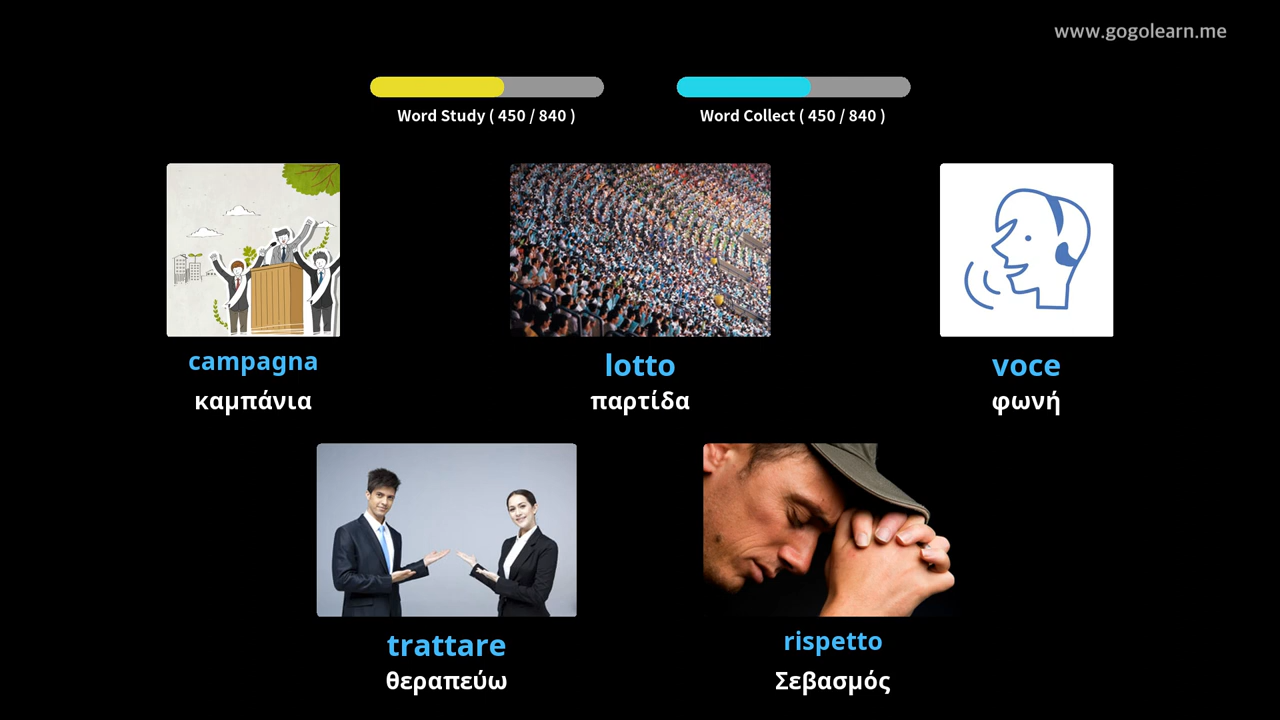 www.gogolearn.me
Word Study ( 450 / 840 )
Word Collect ( 450 / 840 )
campagna
καμπάνια
lotto
παρτίδα
voce
φωνή
trattare
θεραπεύω
rispetto
Σεβασμός